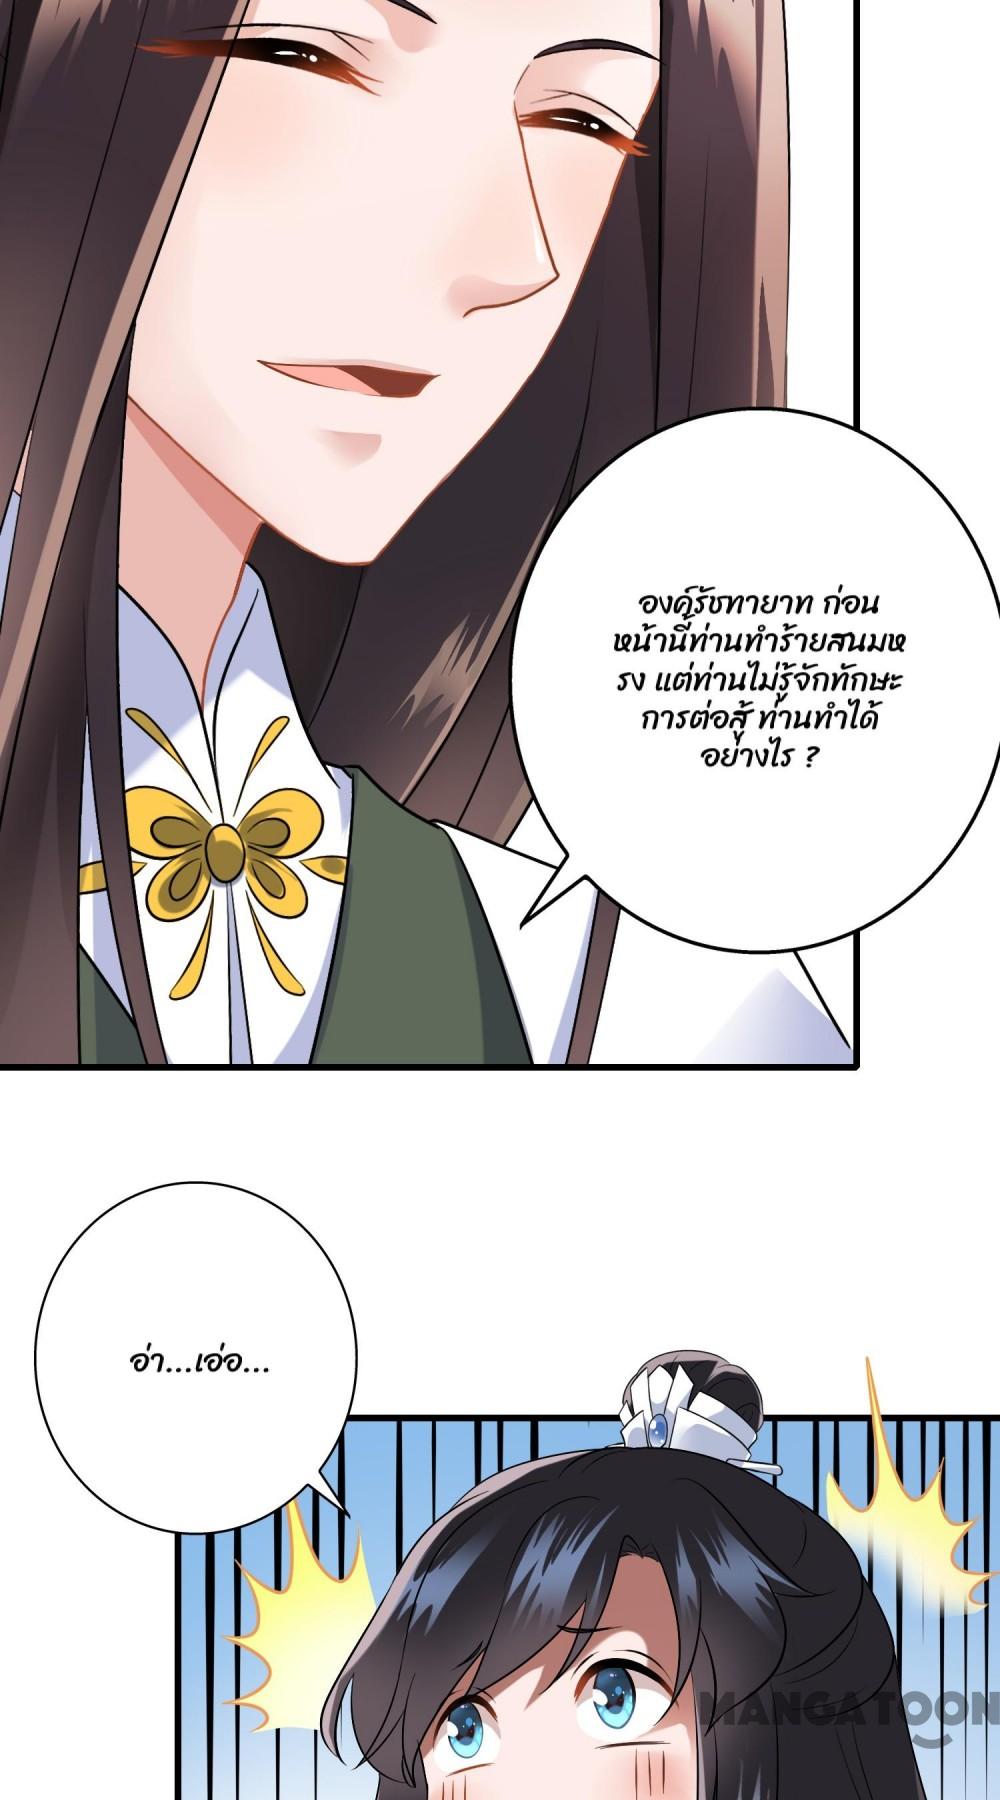 องค์รัชทายาท ก่อน
หน้านี้ท่านทำร้ายสนมห
รง แต่ท่านไม่รู้จักทักษะ
การต่อสู้ ท่านทำได้
อย่างไร ?
อ่า...เอ่อ...
MANGATOON